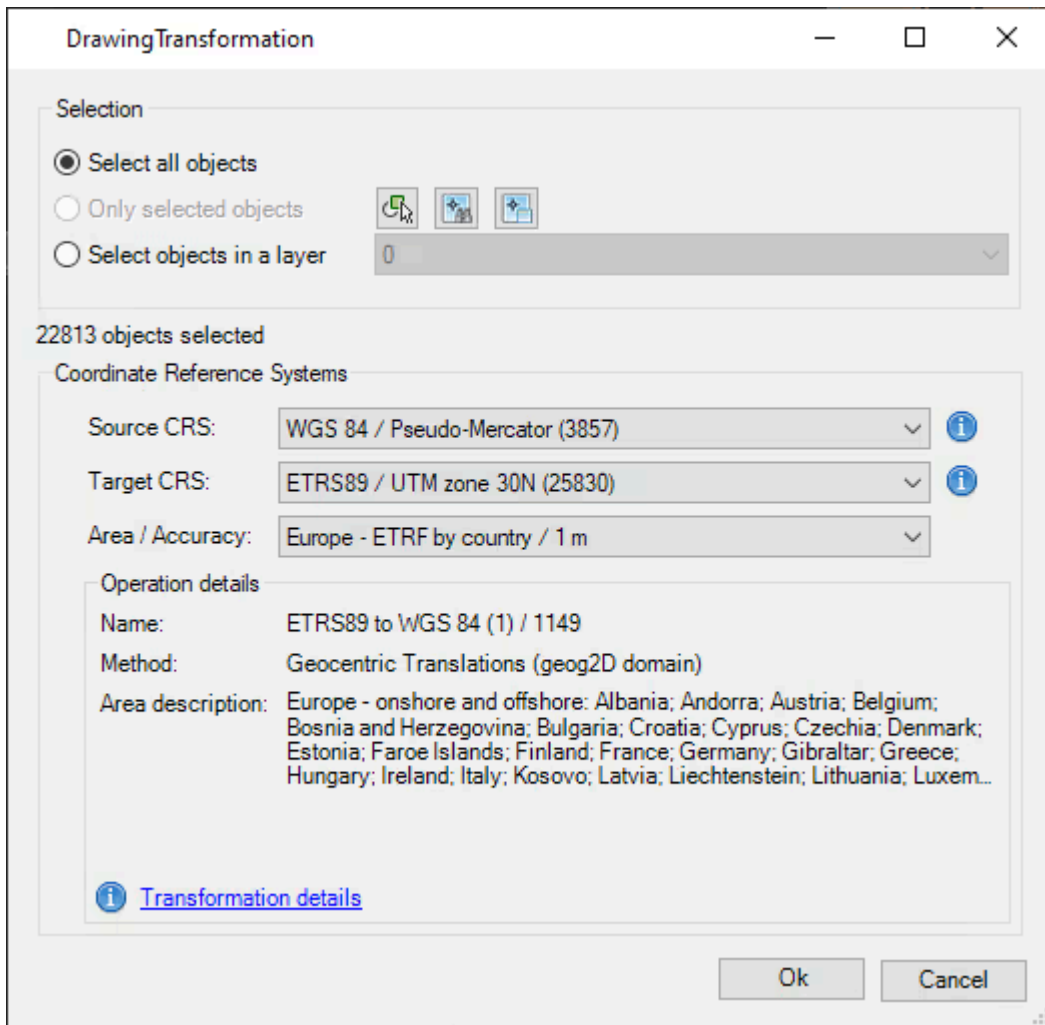 DrawingTransformation
Selection
Select all objects
Only selected objects
Select objects in a layer
0
22813 objects selected
Coordinate Reference Systems
Source CRS:
WGS 84 / Pseudo-Mercator (3857)
Target CRS:
ETRS89 / UTM zone 30N (25830)
Area / Accuracy:
Europe - ETRF by country / 1 m
Operation details
Name:
ETRS89 to WGS 84 (1) / 1149
Method:
Geocentric Translations (geog2D domain)
Area description:
Europe - onshore and offshore: Albania; Andorra; Austria; Belgium;
Bosnia and Herzegovina; Bulgaria; Croatia; Cyprus; Czechia; Denmark;
Estonia; Faroe Islands; Finland; France; Germany; Gibraltar; Greece;
Hungary; Ireland; Italy; Kosovo; Latvia; Liechtenstein; Lithuania; Luxem...
Transformation details
Ok
Cancel